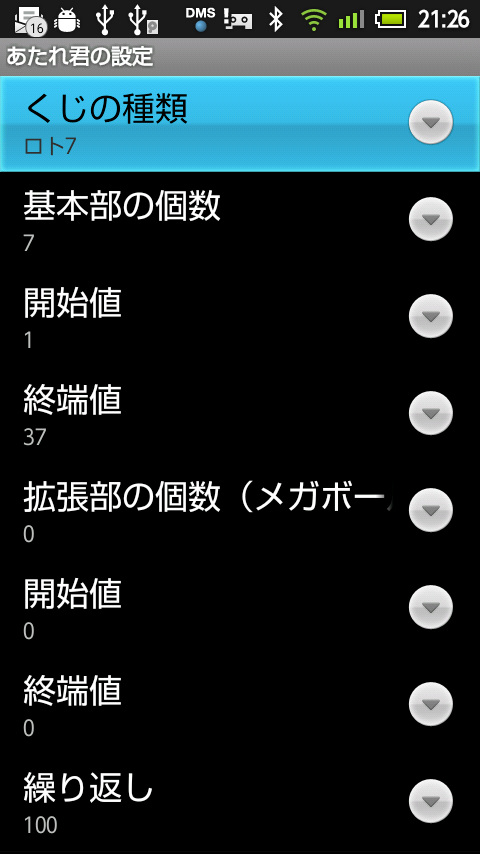 16 DMS 21:26
あたれ君の設定
くじの種類
ロト7
基本部の個数
7
開始値
1
終端値
37
拡張部の個数（メガボー
0
開始値
0
終端値
0
繰り返し
100